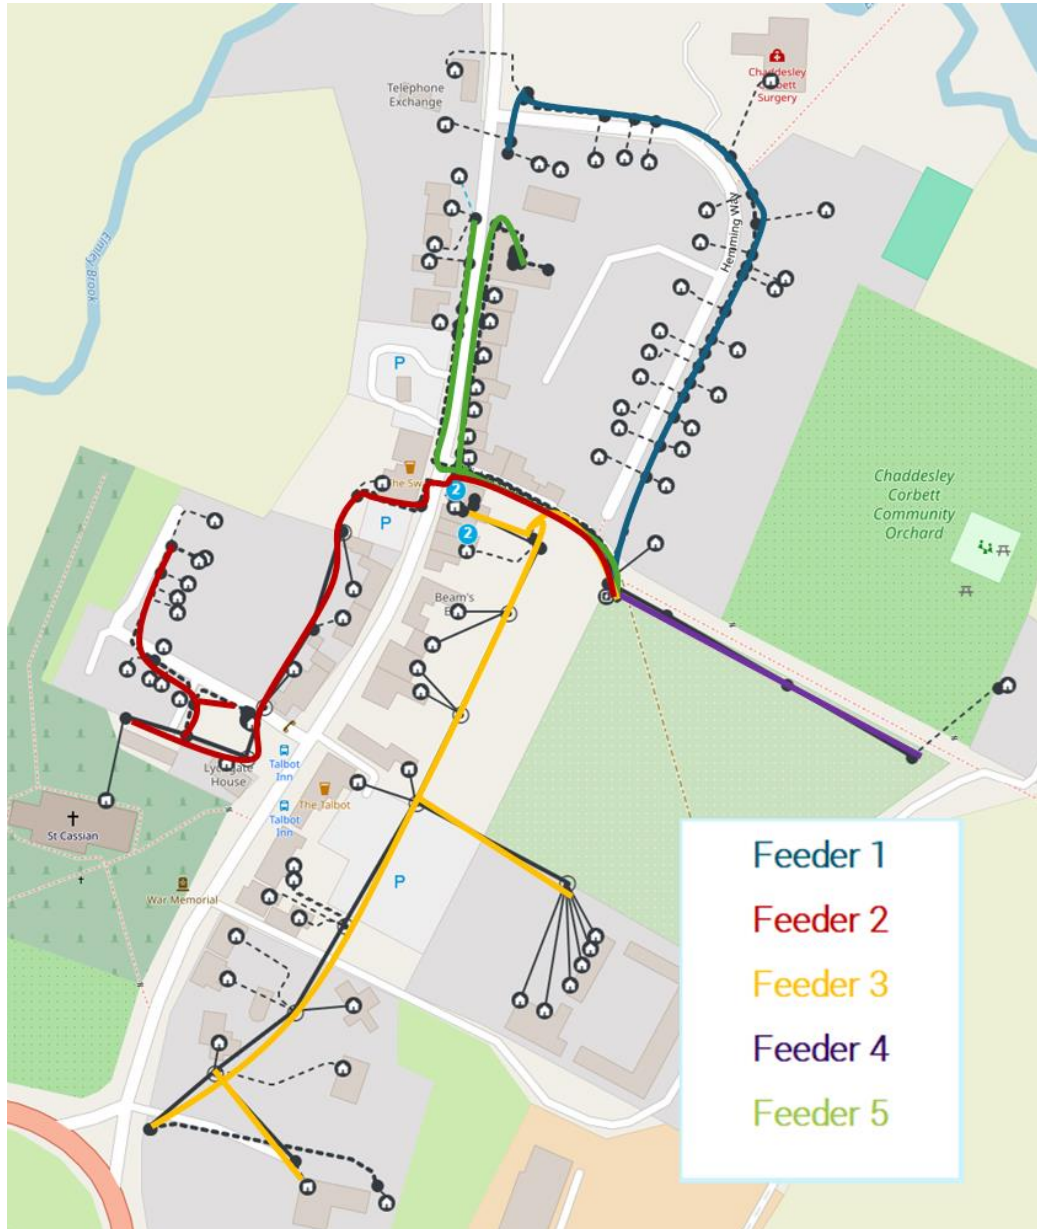 Telephone
Exchange
Chaddesley
Corbett
Surgery
Elmley Brook
Hemming Way
P
The Sw
2
P
2
Chaddesley
Corbett
Community
Orchard
Beam's
Lychgate
House
Talbot
Inn
The Talbot
Talbot
Inn
St Cassian
P
War Memorial
Feeder 1
Feeder 2
Feeder 3
Feeder 4
Feeder 5